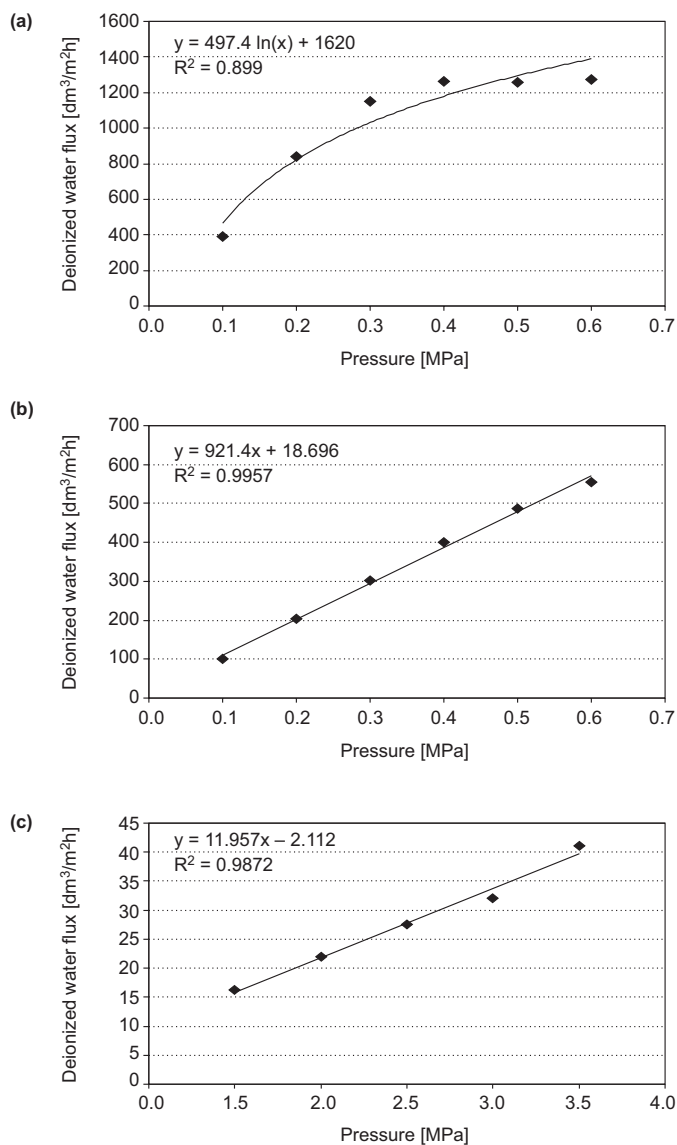 (a)
1600
1400
1200
1000
800
600
400
200
0
Deionized water flux [dm³/m²h]
y = 497.4 ln(x) + 1620
R² = 0.899
0.0 0.1 0.2 0.3 0.4 0.5 0.6 0.7
Pressure [MPa]
(b)
700
600
500
400
300
200
100
0
Deionized water flux [dm³/m²h]
y = 921.4x + 18.696
R² = 0.9957
0.0 0.1 0.2 0.3 0.4 0.5 0.6 0.7
Pressure [MPa]
(c)
45
40
35
30
25
20
15
10
5
0
Deionized water flux [dm³/m²h]
y = 11.957x – 2.112
R² = 0.9872
0.0 1.5 2.0 2.5 3.0 3.5 4.0
Pressure [MPa]